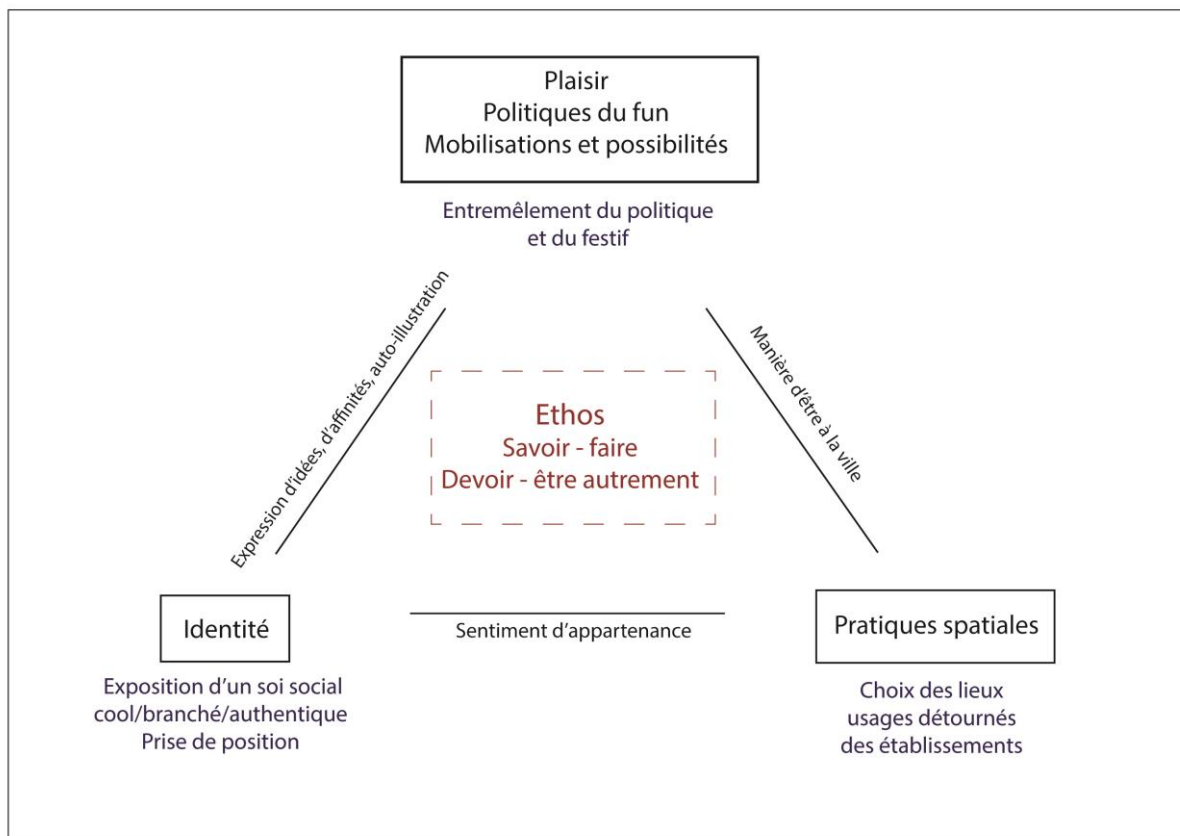 Plaisir
Politiques du fun
Mobilisations et possibilités
Entremêlement du politique
et du festif
Expression d'idées, d'affinités, auto-illustration
Manière d'être à la ville
Ethos
Savoir - faire
Devoir - être autrement
Identité
Sentiment d'appartenance
Pratiques spatiales
Exposition d'un soi social
cool/branché/authentique
Prise de position
Choix des lieux
usages détournés
des établissements